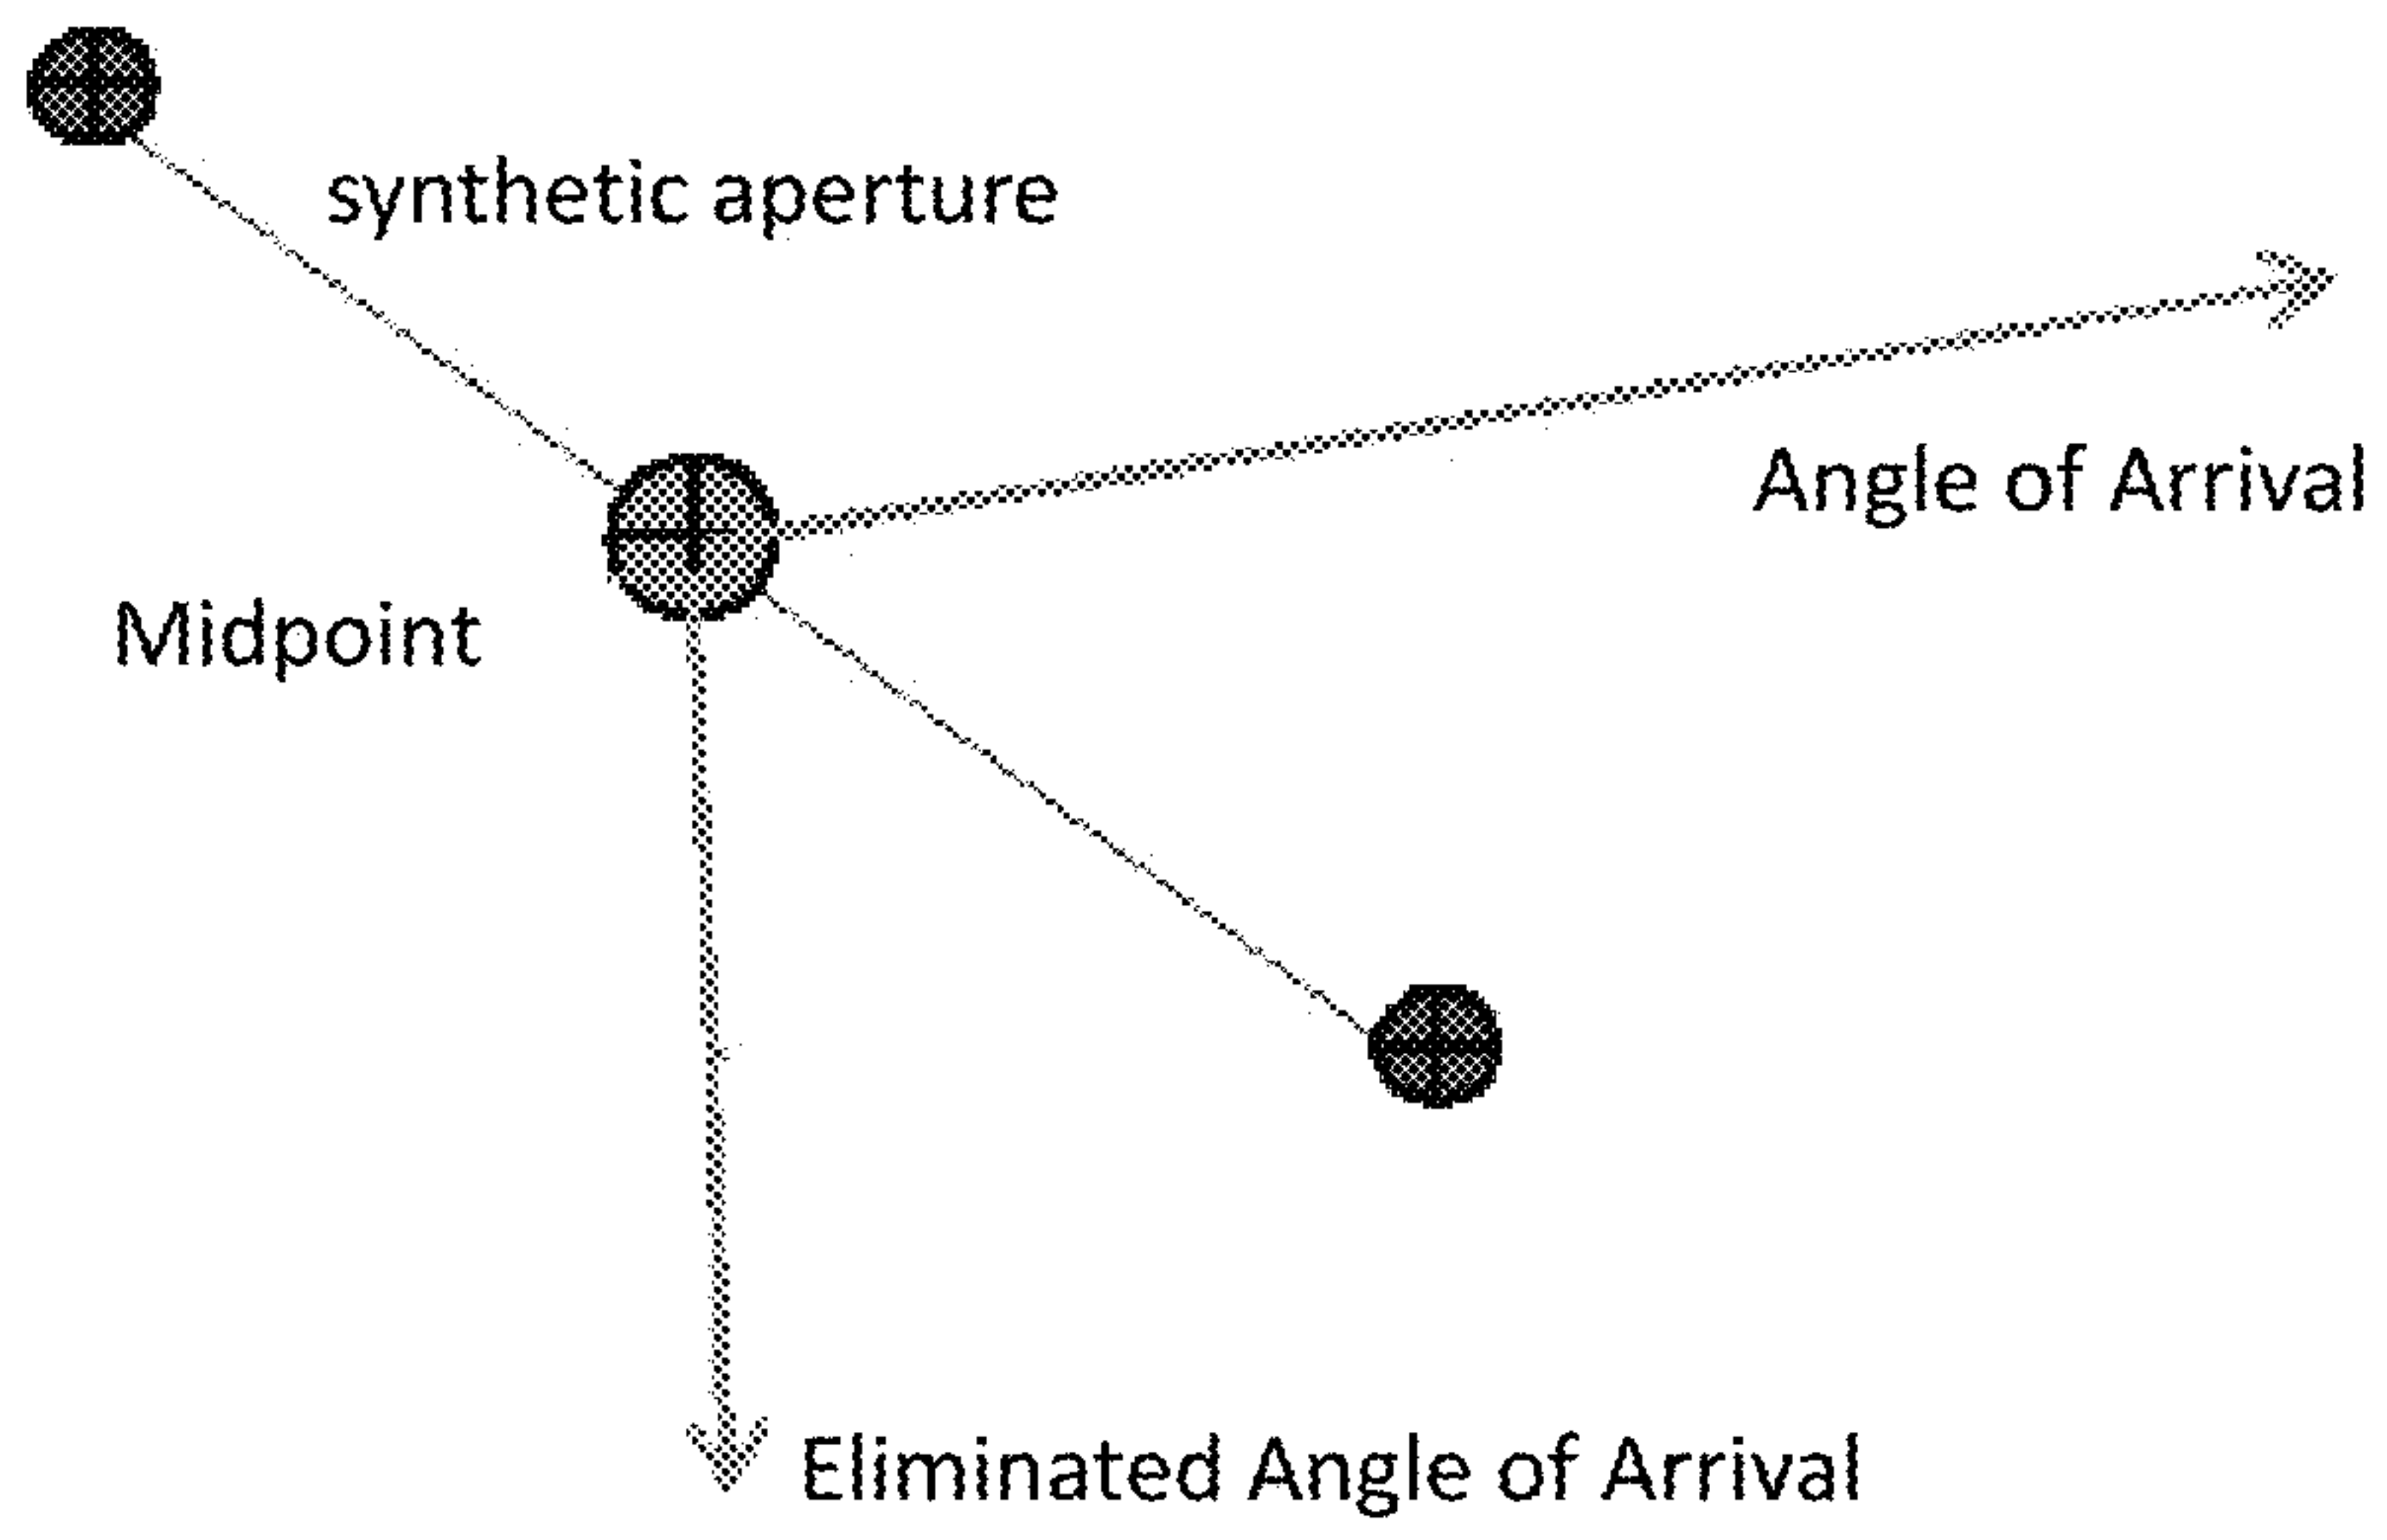 synthetic aperture
Angle of Arrival
Midpoint
Eliminated Angle of Arrival